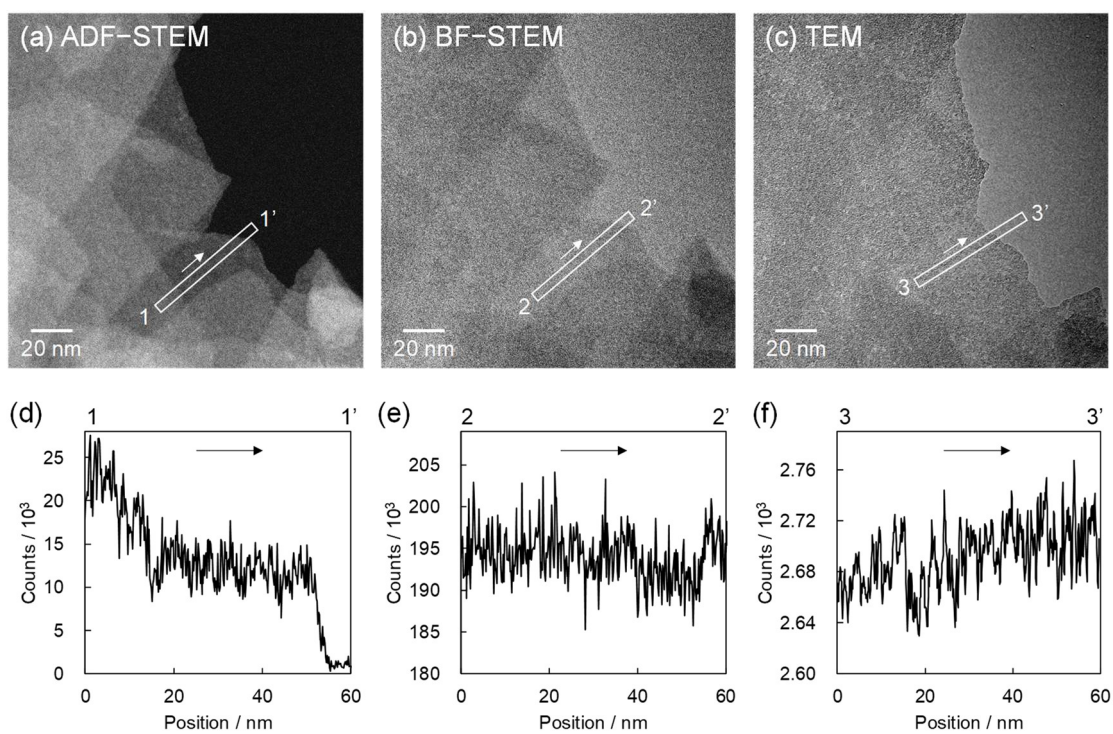 (a) ADF−STEM
(b) BF−STEM
(c) TEM
1'
1
20 nm
2'
2
20 nm
3'
3
20 nm
(d)
1
1'
25
20
15
10
5
0
Counts / 10³
0
20
40
60
Position / nm
(e)
2
2'
205
200
195
190
185
180
Counts / 10³
0
20
40
60
Position / nm
(f)
3
3'
2.76
2.72
2.68
2.64
2.60
Counts / 10³
0
20
40
60
Position / nm